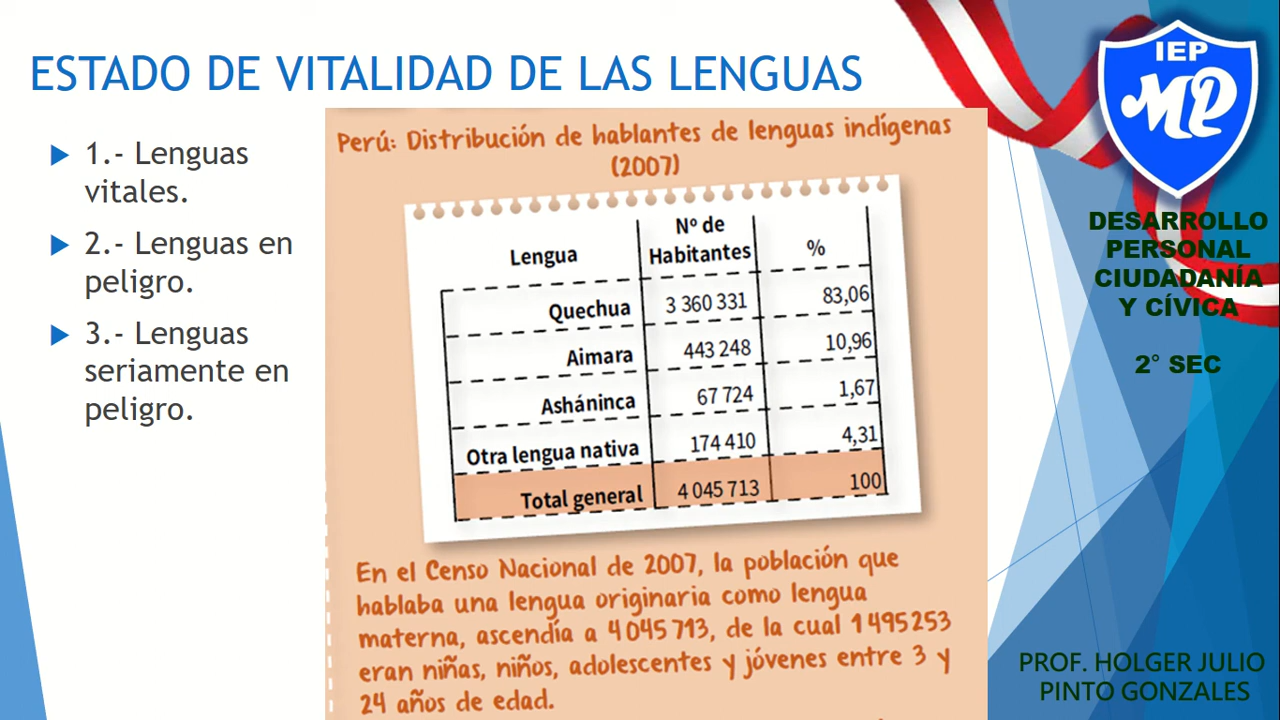 ESTADO DE VITALIDAD DE LAS LENGUAS
1.- Lenguas
vitales.
2.- Lenguas en
peligro.
3.- Lenguas
seriamente en
peligro.
Perú: Distribución de hablantes de lenguas indígenas
(2007)
Lengua Nº de Habitantes %
Quechua 3 360 331 83,06
Aimara 443 248 10,96
Asháninca 67 724 1,67
Otra lengua nativa 174 410 4,31
Total general 4 045 713 100
En el Censo Nacional de 2007, la población que
hablaba una lengua originaria como lengua
materna, ascendía a 4 045 713, de la cual 1 495 253
eran niñas, niños, adolescentes y jóvenes entre 3 y
24 años de edad.
IEP
MP
DESARROLLO
PERSONAL
CIUDADANÍA
Y CÍVICA
2° SEC
PROF. HOLGER JULIO
PINTO GONZALES